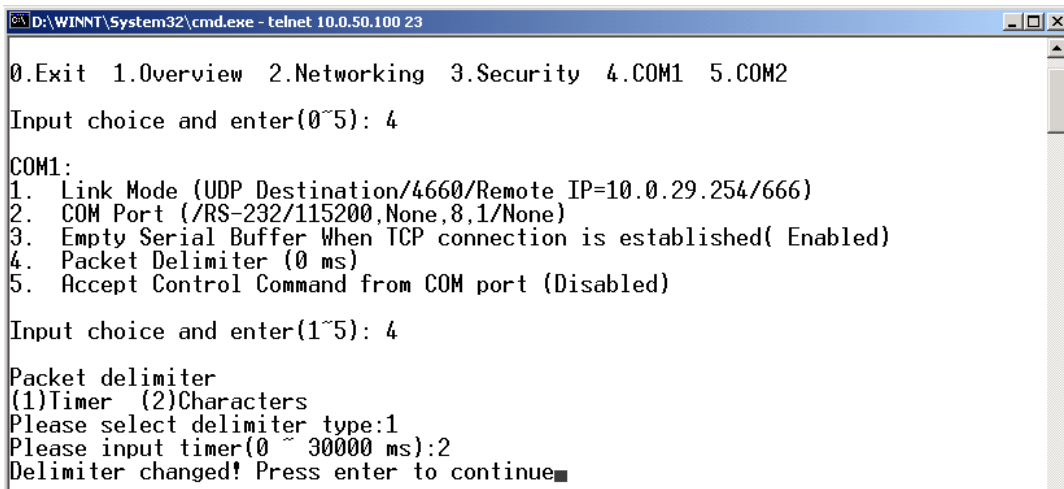 D:\WINNT\System32\cmd.exe - telnet 10.0.50.100 23
0.Exit  1.Overview  2.Networking  3.Security  4.COM1  5.COM2
Input choice and enter(0~5): 4
COM1:
1.  Link Mode (UDP Destination/4660/Remote IP=10.0.29.254/666)
2.  COM Port (/RS-232/115200,None,8,1/None)
3.  Empty Serial Buffer When TCP connection is established( Enabled)
4.  Packet Delimiter (0 ms)
5.  Accept Control Command from COM port (Disabled)
Input choice and enter(1~5): 4
Packet delimiter
(1)Timer  (2)Characters
Please select delimiter type:1
Please input timer(0 ~ 30000 ms):2
Delimiter changed! Press enter to continue